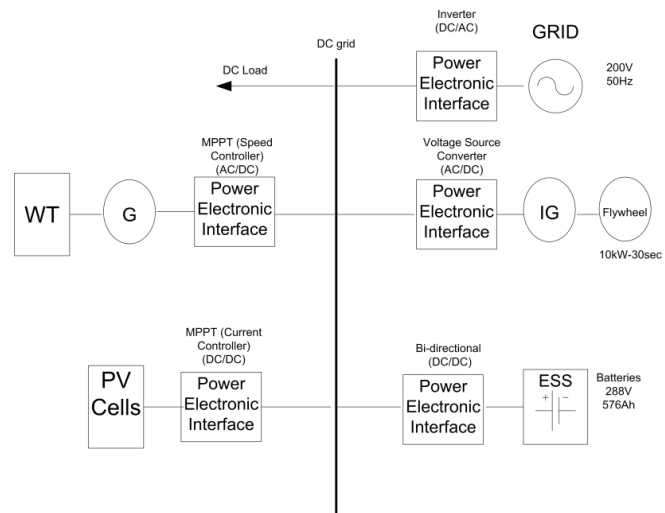 Inverter
(DC/AC)
GRID
DC grid
200V
50Hz
DC Load
Power
Electronic
Interface
MPPT (Speed
Controller)
(AC/DC)
Voltage Source
Converter
(AC/DC)
WT
G
Power
Electronic
Interface
Power
Electronic
Interface
IG
Flywheel
10kW-30sec
MPPT (Current
Controller)
(DC/DC)
Bi-directional
(DC/DC)
PV
Cells
Power
Electronic
Interface
Power
Electronic
Interface
ESS
+ −
Batteries
288V
576Ah